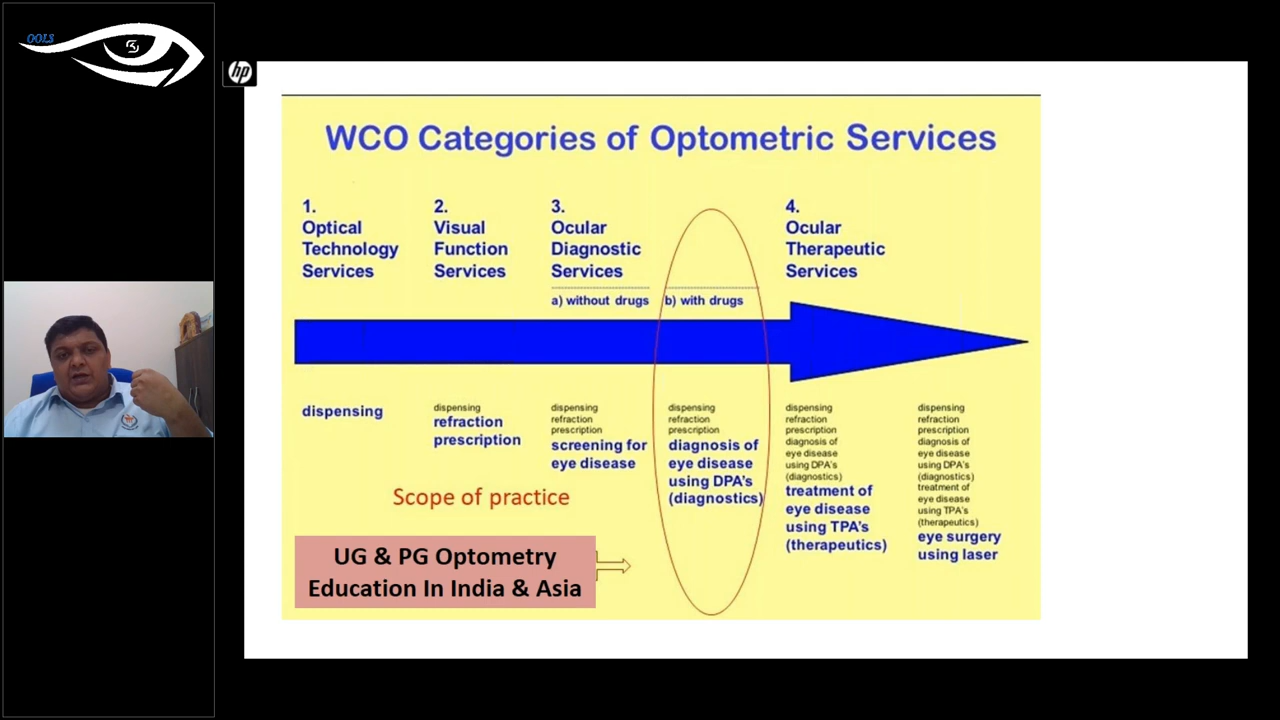 OOLS
hp
WCO Categories of Optometric Services
1.
Optical
Technology
Services
2.
Visual
Function
Services
3.
Ocular
Diagnostic
Services
a) without drugs
b) with drugs
4.
Ocular
Therapeutic
Services
dispensing
dispensing
refraction
prescription
dispensing
refraction
prescription
screening for
eye disease
dispensing
refraction
prescription
diagnosis of
eye disease
using DPA's
(diagnostics)
dispensing
refraction
prescription
diagnosis of
eye disease
using DPA's
(diagnostics)
treatment of
eye disease
using TPA's
(therapeutics)
dispensing
refraction
prescription
diagnosis of
eye disease
using DPA's
(diagnostics)
treatment of
eye disease
using TPA's
(therapeutics)
eye surgery
using laser
Scope of practice
UG & PG Optometry
Education In India & Asia